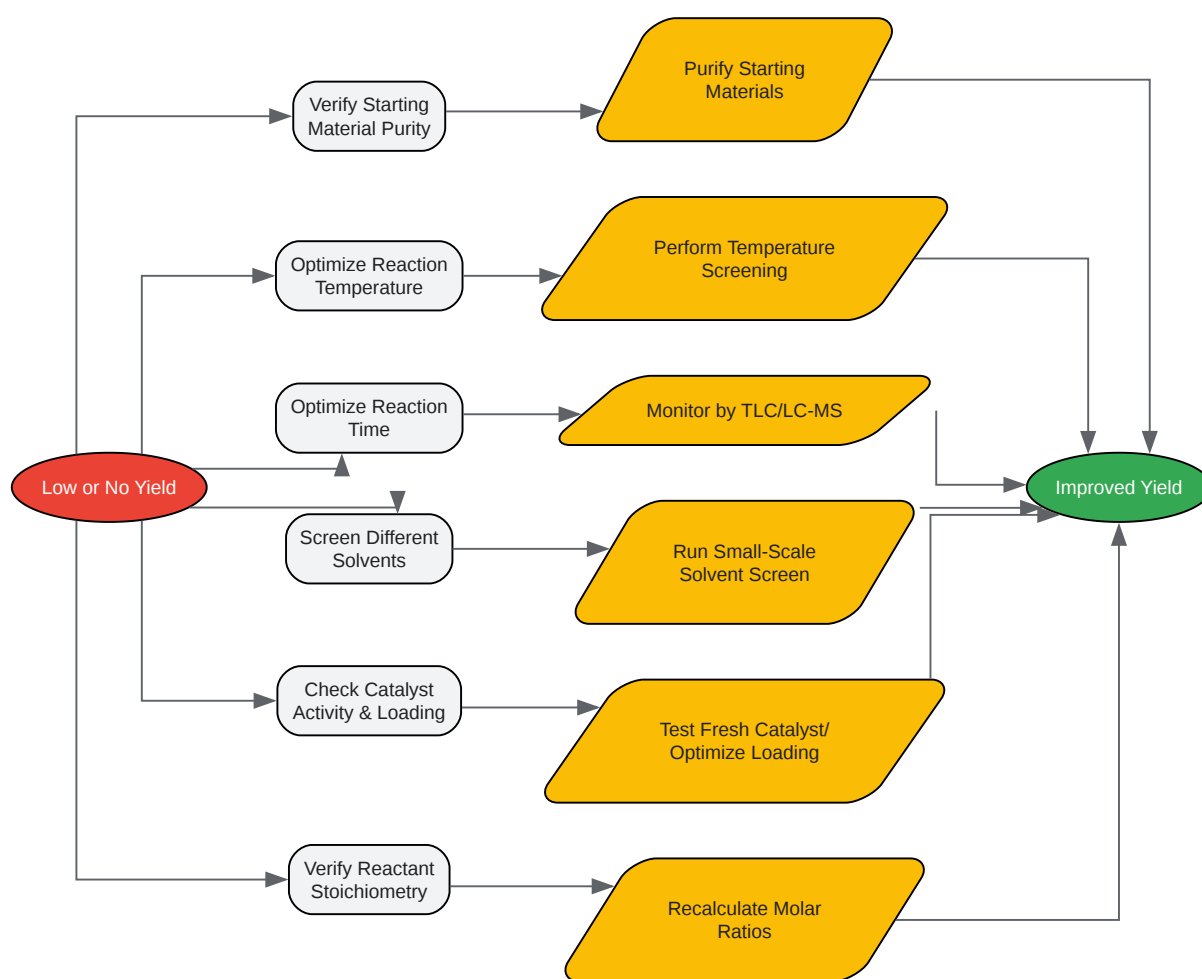 Purify Starting
Materials
Verify Starting
Material Purity
Perform Temperature
Screening
Optimize Reaction
Temperature
Optimize Reaction
Time
Monitor by TLC/LC-MS
Low or No Yield
Improved Yield
Screen Different
Solvents
Run Small-Scale
Solvent Screen
Check Catalyst
Activity & Loading
Test Fresh Catalyst/
Optimize Loading
Verify Reactant
Stoichiometry
Recalculate Molar
Ratios